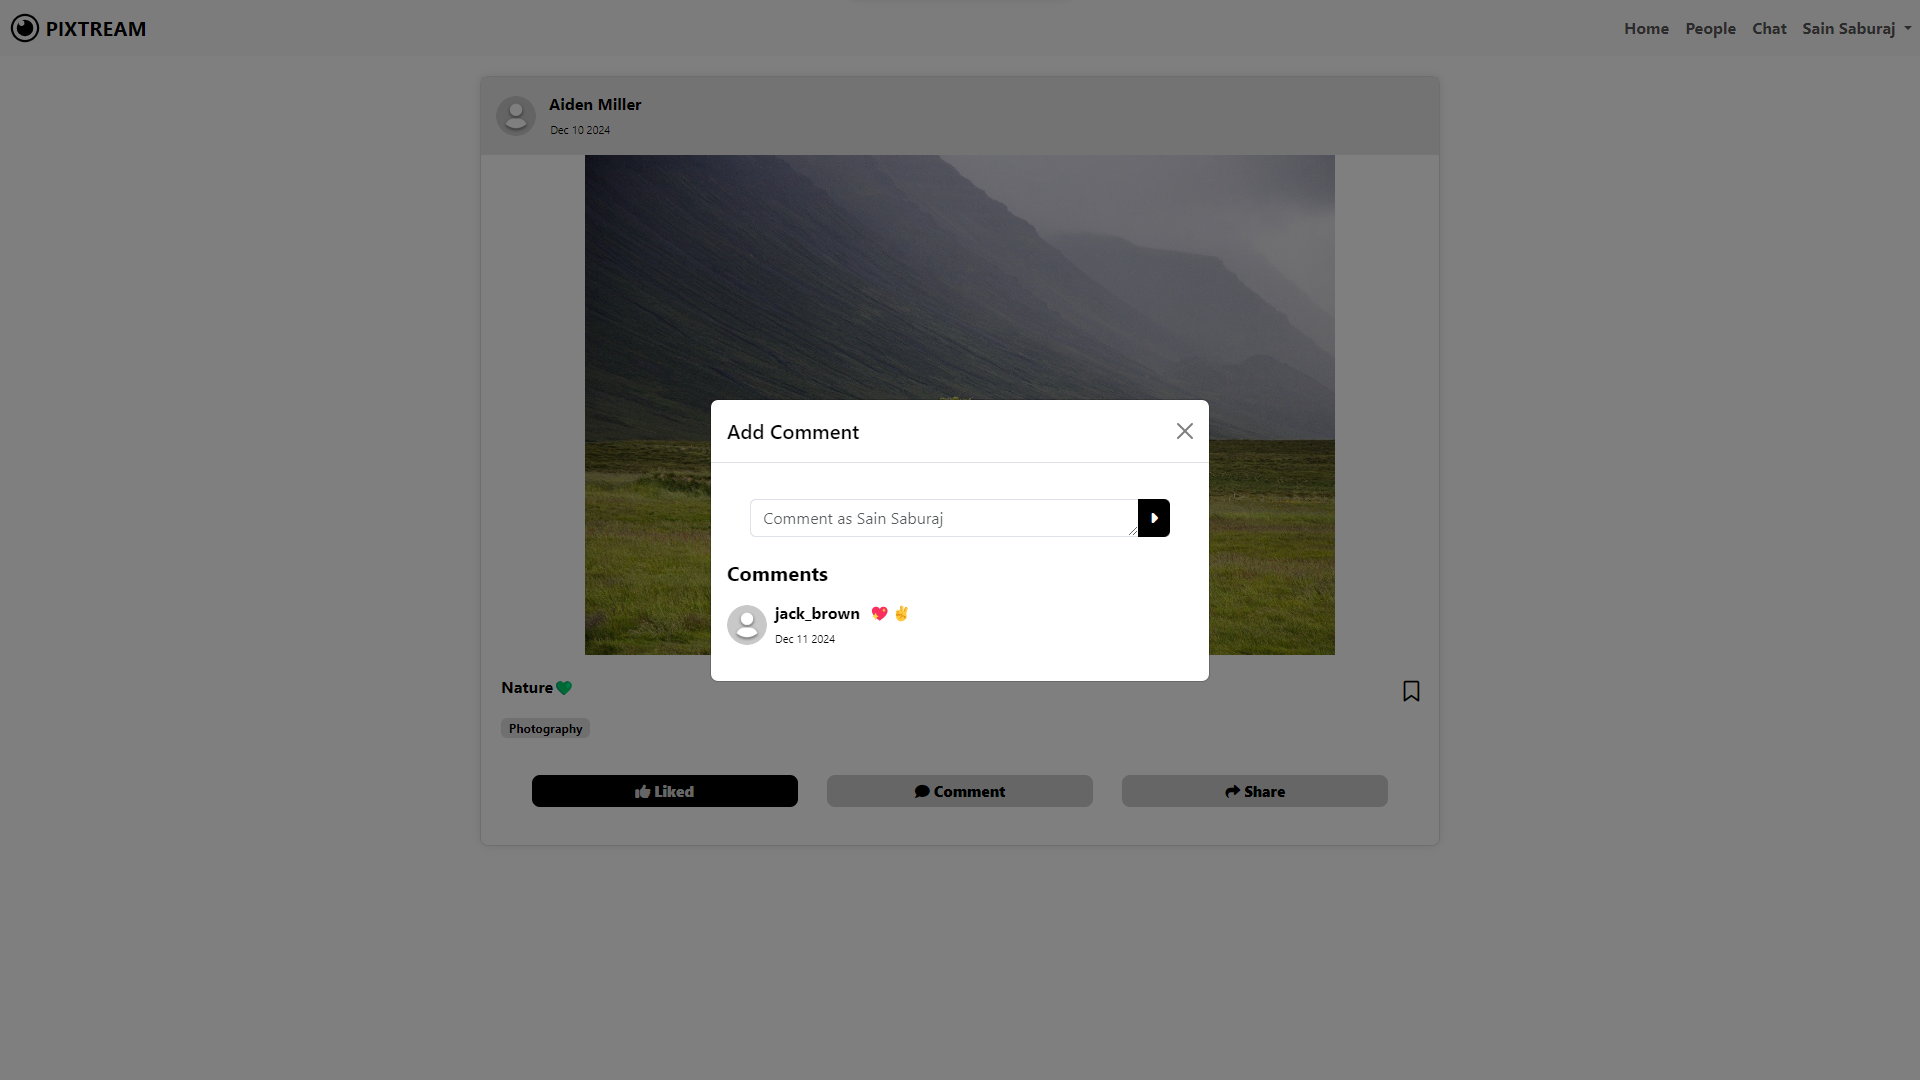 PIXTREAM
Home People Chat Sain Saburaj
Aiden Miller
Dec 10 2024
Add Comment
Comment as Sain Saburaj
Comments
jack_brown 💖✌️
Dec 11 2024
Nature💚
Photography
Liked Comment Share